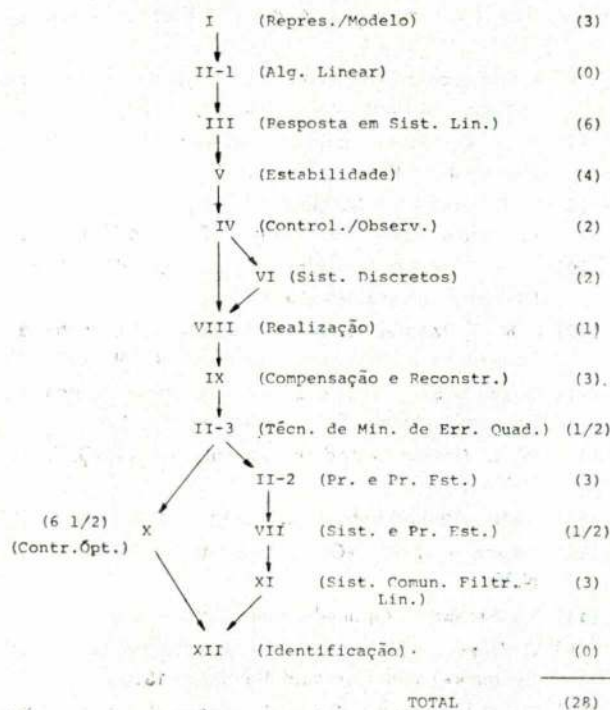 I (Repres./Modelo) (3)
II-1 (Alg. Linear) (0)
III (Resposta em Sist. Lin.) (6)
V (Estabilidade) (4)
IV (Control./Observ.) (2)
VI (Sist. Discretos) (2)
VIII (Realização) (1)
IX (Compensação e Reconstr.) (3)
II-3 (Técn. de Min. de Err. Quad.) (1/2)
II-2 (Pr. e Pr. Est.) (3)
(6 1/2) X VII (Sist. e Pr. Est.) (1/2)
(Contr.Ópt.)
XI (Sist. Comun. Filtr. (3)
Lin.)
XII (Identificação) (0)
TOTAL (28)